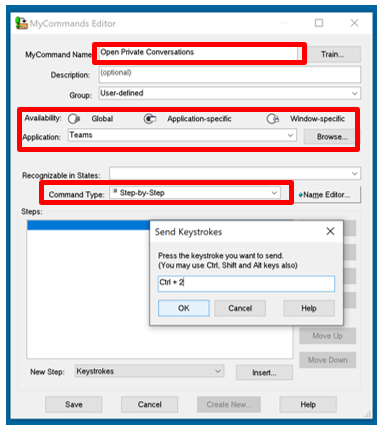 MyCommands Editor
MyCommand Name: Open Private Conversations Train...
Description: (optional)
Group: User-defined
Availability: Global Application-specific Window-specific
Application: Teams Browse...
Recognizable in States:
Command Type: Step-by-Step Name Editor...
Steps:
Send Keystrokes
Press the keystroke you want to send.
(You may use Ctrl, Shift and Alt keys also)
Ctrl + 2
OK Cancel Help
Move Up
Move Down
New Step: Keystrokes Insert...
Save Cancel Create New... Help